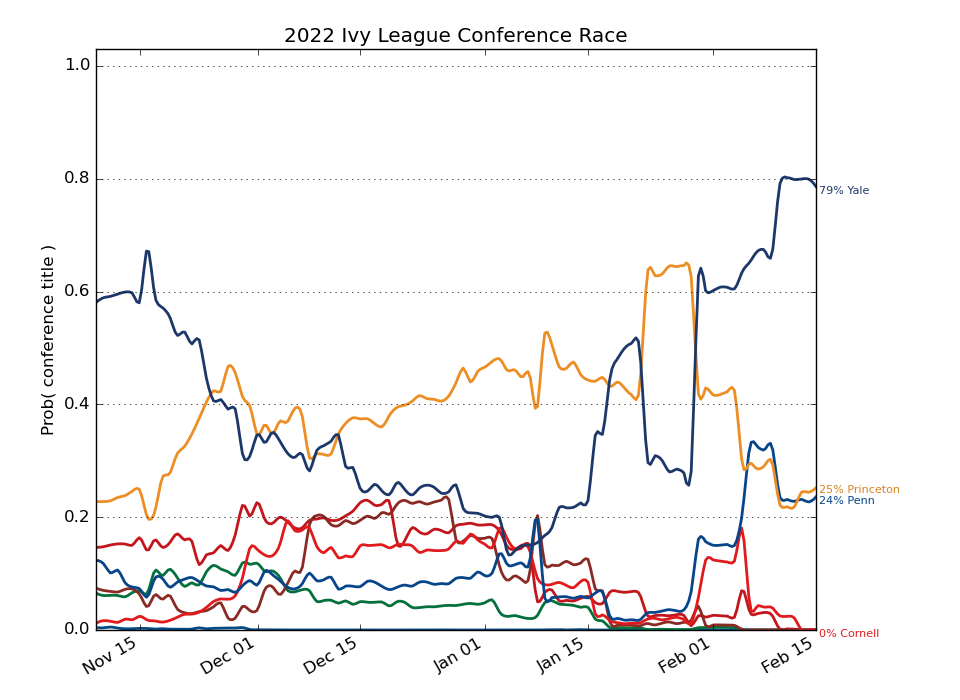 2022 Ivy League Conference Race
Prob( conference title )
1.0
0.8
0.6
0.4
0.2
0.0
79% Yale
25% Princeton
24% Penn
0% Cornell
Nov 15
Dec 01
Dec 15
Jan 01
Jan 15
Feb 01
Feb 15